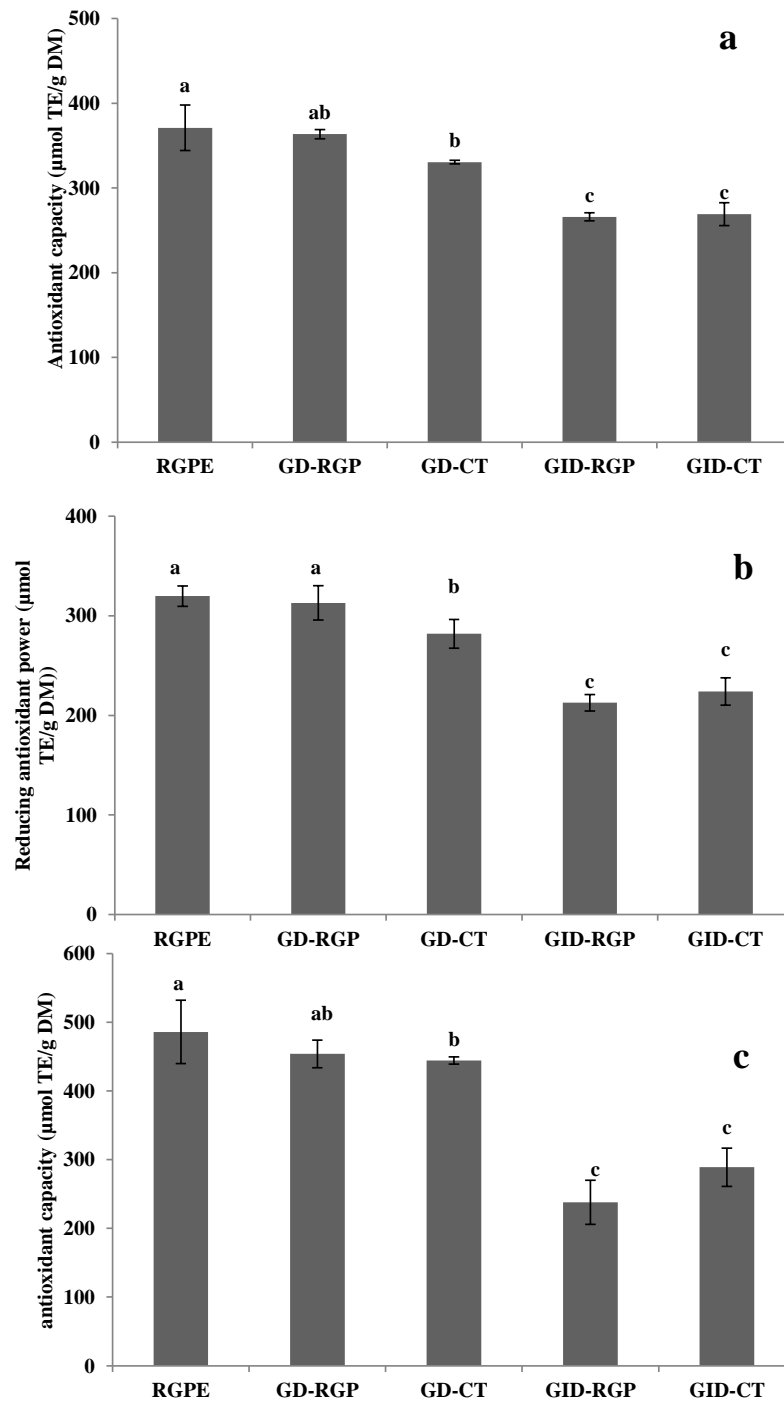 Antioxidant capacity (µmol TE/g DM)
500
400
300
200
100
0
a
a
ab
b
c
c
RGPE GD-RGP GD-CT GID-RGP GID-CT
Reducing antioxidant power (µmol
TE/g DM))
400
300
200
100
0
b
a
a
b
c
c
RGPE GD-RGP GD-CT GID-RGP GID-CT
antioxidant capacity (µmol TE/g DM)
600
500
400
300
200
100
0
c
a
ab
b
c
c
RGPE GD-RGP GD-CT GID-RGP GID-CT